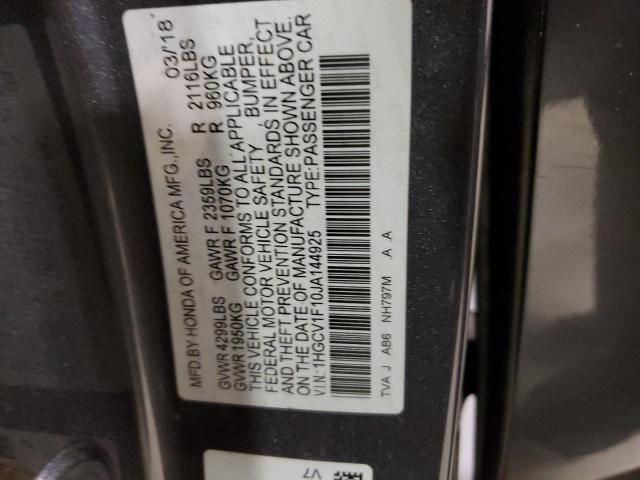 MFD.BY HONDA OF AMERICA MFG.,INC. 03/'18
GVWR 4299LBS GAWR F 2359LBS R 2116LBS
GVWR 1950KG GAWR F 1070KG R 960KG
THIS VEHICLE CONFORMS TO ALL APPLICABLE
FEDERAL MOTOR VEHICLE SAFETY BUMPER,
AND THEFT PREVENTION STANDARDS IN EFFECT
ON THE DATE OF MANUFACTURE SHOWN ABOVE.
V.I.N.:1HGCV1F10JA144925 TYPE:PASSENGER CAR
TVA J AB6 NH797M A A